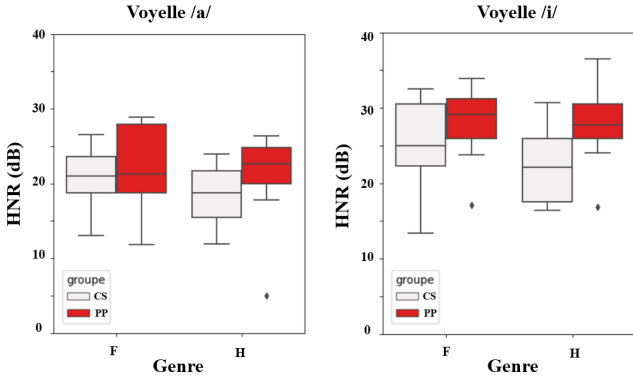 Voyelle /a/
HNR (dB)
40
30
20
10
0
groupe
CS
PP
F
H
Genre
Voyelle /i/
HNR (dB)
40
30
20
10
0
groupe
CS
PP
F
H
Genre